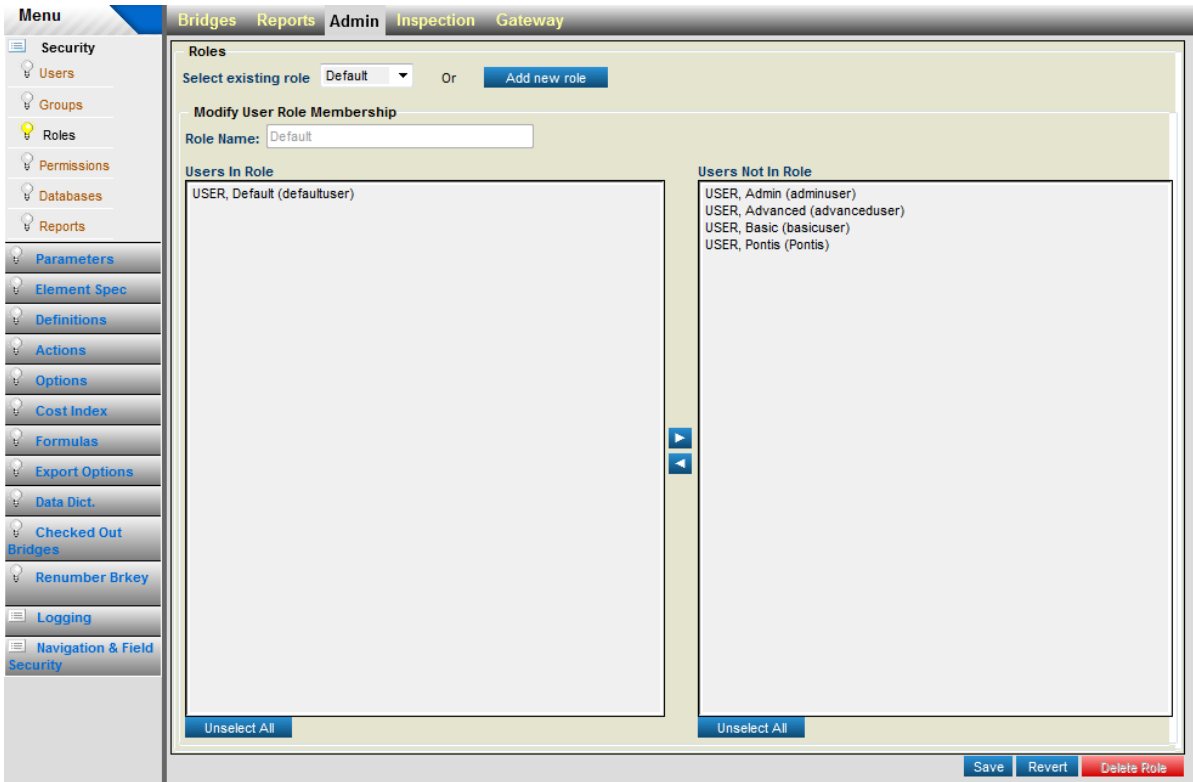 Menu
Bridges Reports Admin Inspection Gateway
Security
Users
Groups
Roles
Permissions
Databases
Reports
Parameters
Element Spec
Definitions
Actions
Options
Cost Index
Formulas
Export Options
Data Dict.
Checked Out
Bridges
Renumber Brkey
Logging
Navigation & Field
Security
Roles
Select existing role Default Or Add new role
Modify User Role Membership
Role Name: Default
Users In Role
USER, Default (defaultuser)
Unselect All
Users Not In Role
USER, Admin (adminuser)
USER, Advanced (advanceduser)
USER, Basic (basicuser)
USER, Pontis (Pontis)
Unselect All
Save Revert Delete Role